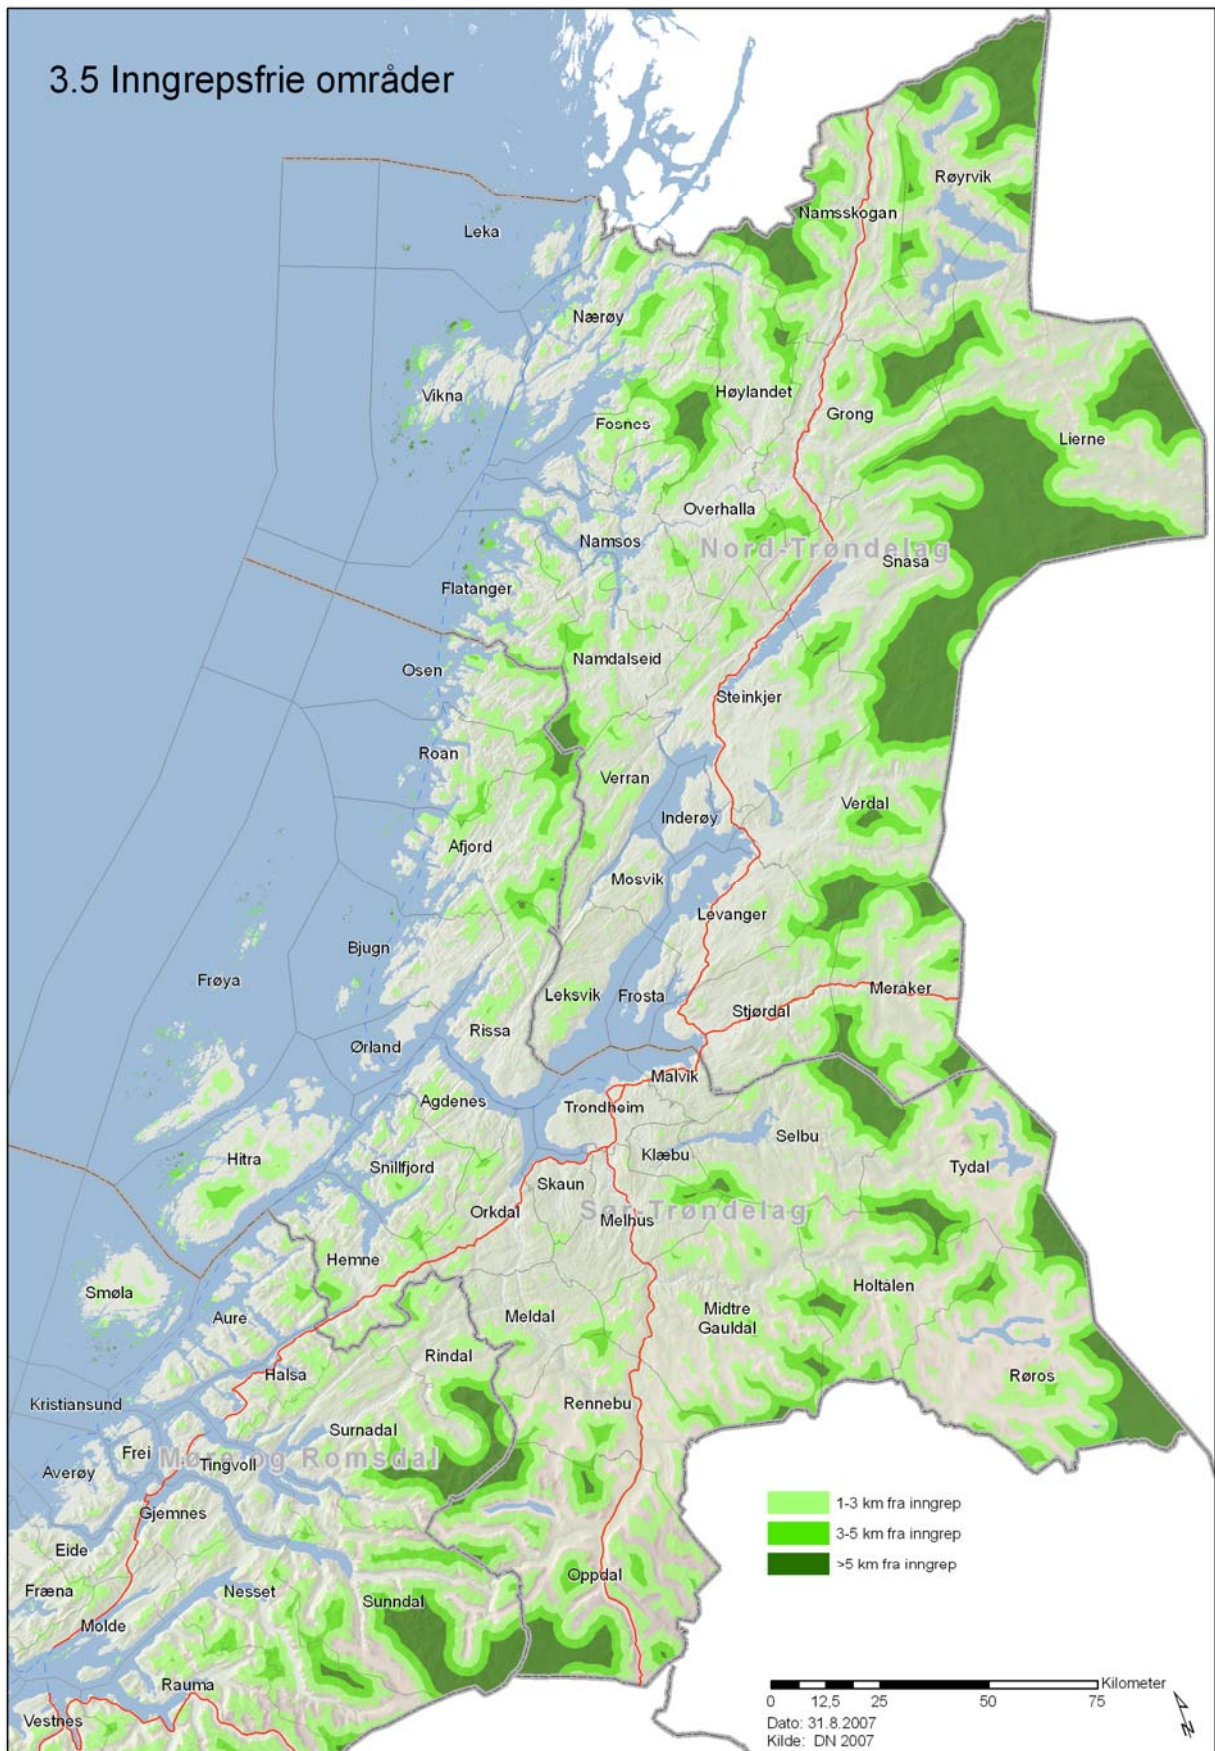 3.5 Inngrepsfrie områder
Røyrvik
Namsskogan
Leka
Nærøy
Vikna
Høylandet
Grong
Fosnes
Lierne
Overhalla
Namsos
Nord-Trøndelag
Snasa
Flatanger
Namdalseid
Osen
Steinkjer
Roan
Verran
Verdal
Inderøy
Afjord
Mosvik
Levanger
Bjugn
Frøya
Leksvik
Frosta
Meraker
Stjørdal
Rissa
Ørland
Malvik
Agdenes
Trondheim
Selbu
Klæbu
Hitra
Snillfjord
Tydal
Skaun
Orkdal
Sør-Trøndelag
Melhus
Hemne
Smøla
Holtalen
Aure
Meldal
Midtre
Gauldal
Rindal
Halsa
Røros
Kristiansund
Rennebu
Surnadal
Frei
Møre og Romsdal
Averøy
Tingvoll
Gjemnes
1-3 km fra inngrep
3-5 km fra inngrep
>5 km fra inngrep
Eide
Oppdal
Fræna
Nesset
Sunndal
Molde
Rauma
Vestnes
Kilometer
0 12,5 25 50 75
Dato: 31.8.2007
Kilde: DN 2007
N